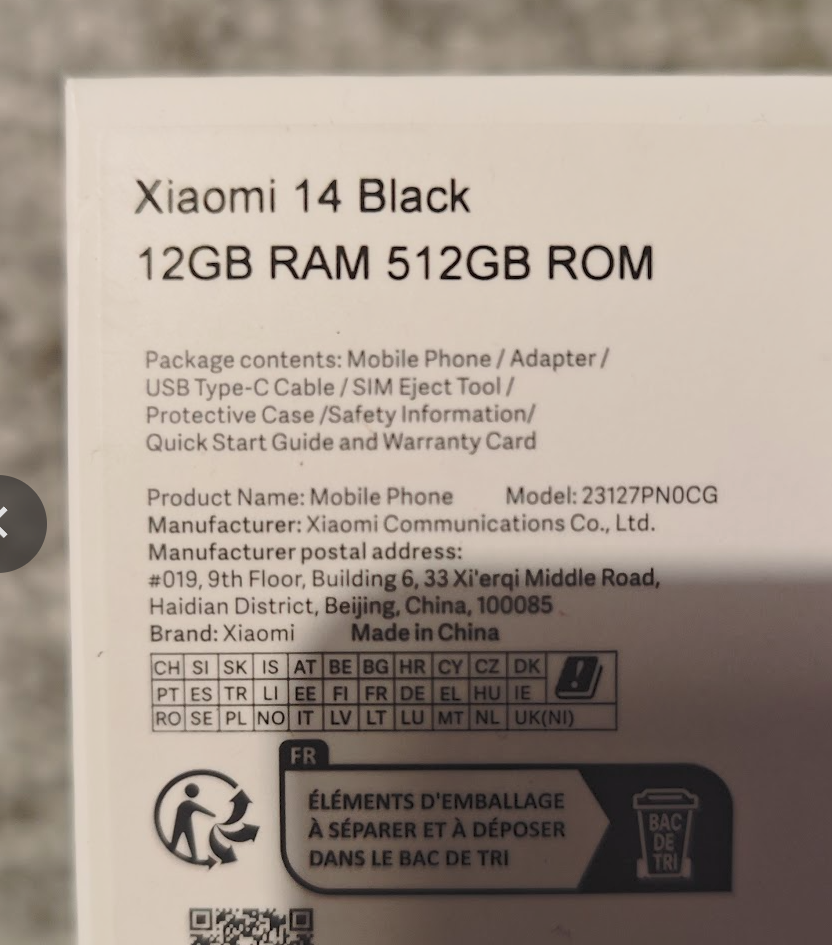 Xiaomi 14 Black
12GB RAM 512GB ROM
Package contents: Mobile Phone / Adapter /
USB Type-C Cable / SIM Eject Tool /
Protective Case /Safety Information/
Quick Start Guide and Warranty Card
Product Name: Mobile Phone Model: 23127PN0CG
Manufacturer: Xiaomi Communications Co., Ltd.
Manufacturer postal address:
#019, 9th Floor, Building 6, 33 Xi'erqi Middle Road,
Haidian District, Beijing, China, 100085
Brand: Xiaomi Made in China
CH SI SK IS AT BE BG HR CY CZ DK
PT ES TR LI EE FI FR DE EL HU IE
RO SE PL NO IT LV LT LU MT NL UK(NI)
FR
ÉLÉMENTS D'EMBALLAGE
À SÉPARER ET À DÉPOSER
DANS LE BAC DE TRI
BAC
DE
TRI